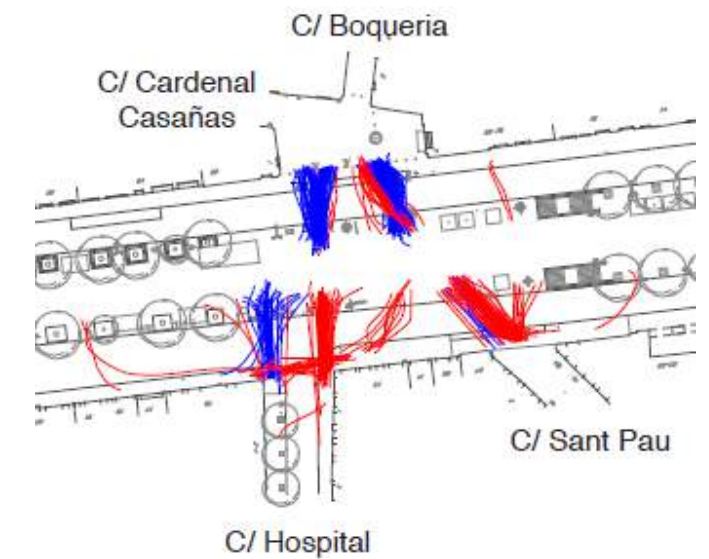 C/ Boqueria
C/ Cardenal
Casañas
C/ Sant Pau
C/ Hospital